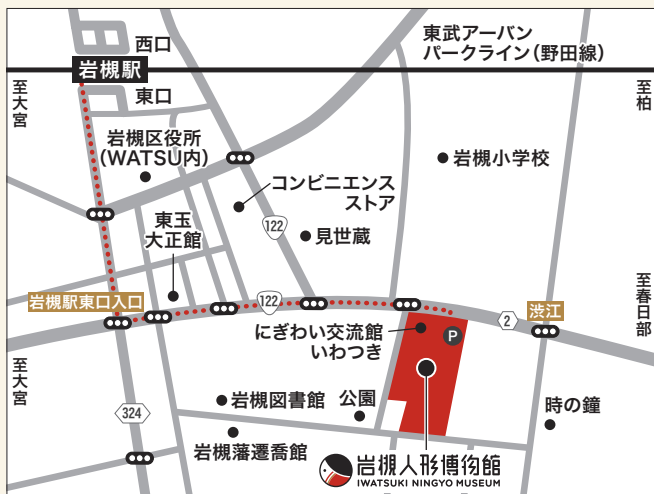 西口
東武アーバン
パークライン(野田線)
岩槻駅
至大宮
東口
至柏
岩槻区役所
(WATSU内)
岩槻小学校
コンビニエンス
ストア
東玉
大正館
122
見世蔵
岩槻駅東口入口
122
至春日部
2
渋江
にぎわい交流館
いわつき
P
至大宮
324
岩槻図書館
公園
時の鐘
岩槻藩遷喬館
岩槻人形博物館
IWATSUKI NINGYO MUSEUM